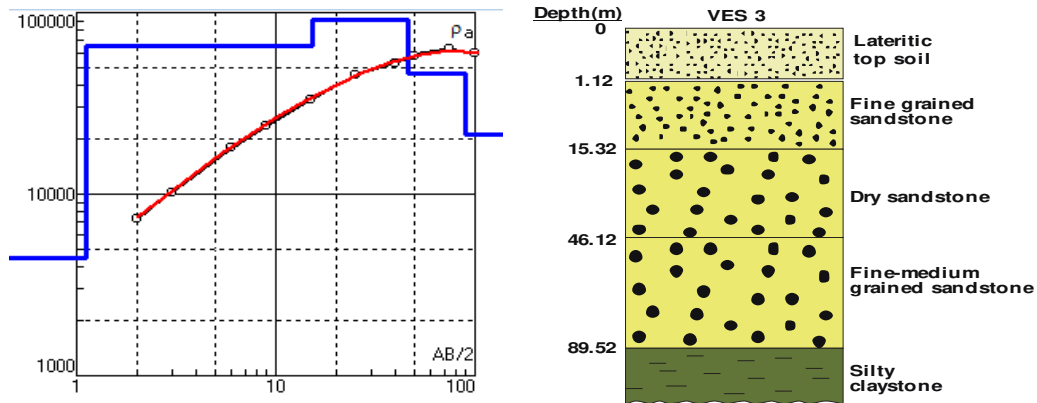 100000
10000
1000
1
10
100
ρa
AB/2
Depth(m)
VES 3
0
Lateritic
top soil
1.12
Fine grained
sandstone
15.32
Dry sandstone
46.12
Fine-medium
grained sandstone
89.52
Silty
claystone